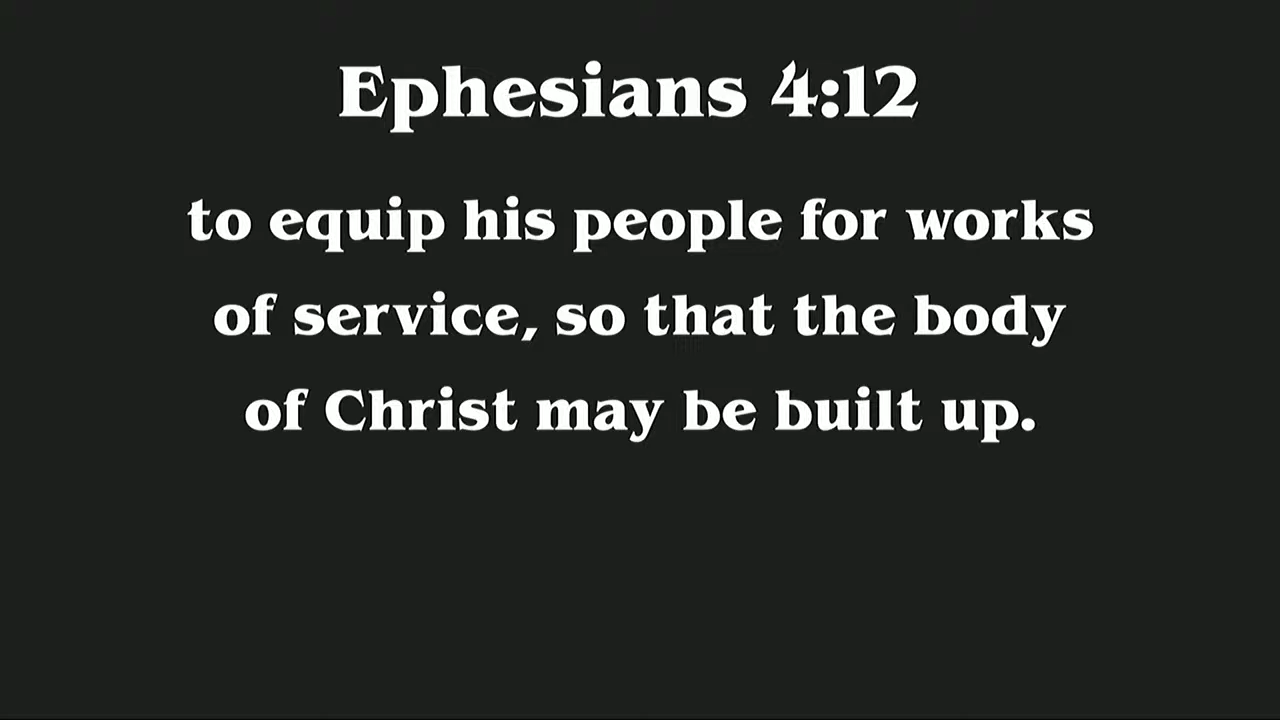 Ephesians 4:12
to equip his people for works
of service, so that the body
of Christ may be built up.